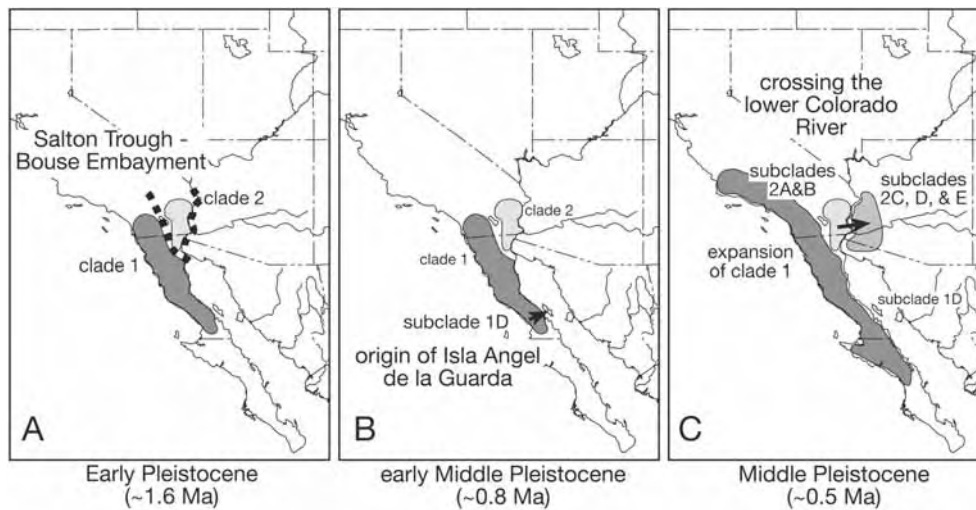 Salton Trough -
Bouse Embayment
clade 2
clade 1
A
Early Pleistocene
(~1.6 Ma)
clade 2
clade 1
subclade 1D
origin of Isla Angel
de la Guarda
B
early Middle Pleistocene
(~0.8 Ma)
crossing the
lower Colorado
River
subclades
2A&B
subclades
2C, D, & E
expansion
of clade 1
subclade 1D
C
Middle Pleistocene
(~0.5 Ma)